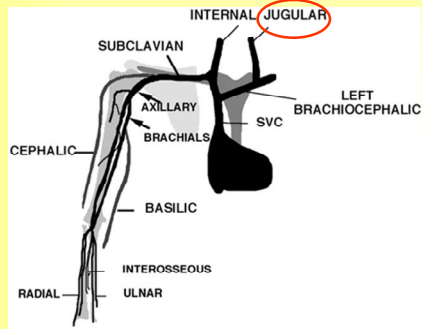 INTERNAL JUGULAR
SUBCLAVIAN
AXILLARY
LEFT
BRACHIOCEPHALIC
SVC
BRACHIALS
CEPHALIC
BASILIC
INTEROSSEOUS
RADIAL ULNAR